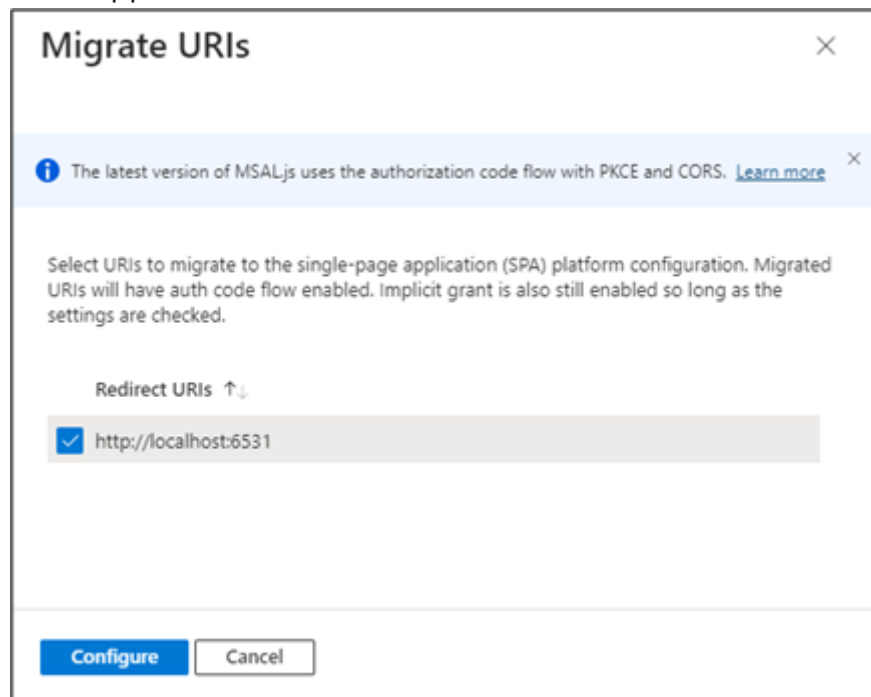 Migrate URIs
The latest version of MSAL.js uses the authorization code flow with PKCE and CORS. Learn more
Select URIs to migrate to the single-page application (SPA) platform configuration. Migrated
URIs will have auth code flow enabled. Implicit grant is also still enabled so long as the
settings are checked.
Redirect URIs ↑↓
http://localhost:6531
Configure
Cancel